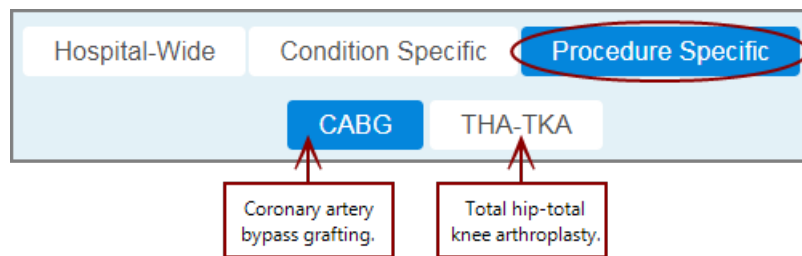 Hospital-Wide Condition Specific Procedure Specific
CABG THA-TKA
Coronary artery
bypass grafting.
Total hip-total
knee arthroplasty.